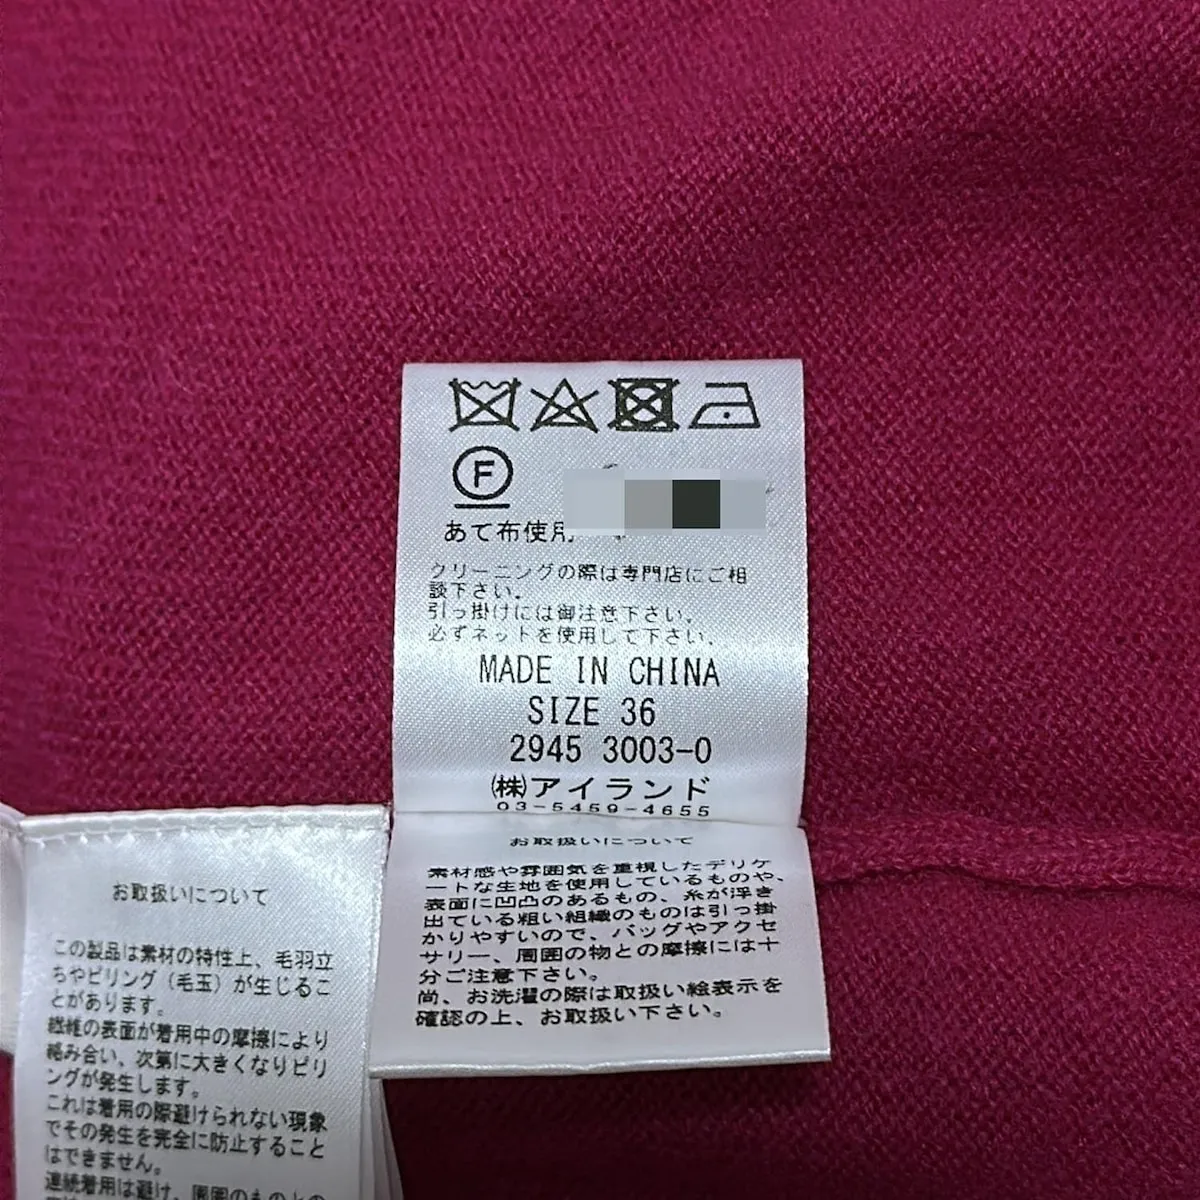 F
あて布使用
クリーニングの際は専門店にご相
談下さい。
引っ掛けには御注意下さい。
必ずネットを使用して下さい。
MADE IN CHINA
SIZE 36
2945 3003-0
㈱アイランド
03-5459-4655
お取扱いについて
素材感や雰囲気を重視したデリケ
ートな生地を使用しているものや、
表面に凹凸のあるもの、糸が浮き
出ている粗い組織のものは引っ掛
かりやすいので、バッグやアクセ
サリー、周囲の物との摩擦には十
分ご注意下さい。
尚、お洗濯の際は取扱い絵表示を
確認の上、お取扱い下さい。
お取扱いについて
この製品は素材の特性上、毛羽立
ちやピリング（毛玉）が生じるこ
とがあります。
繊維の表面が着用中の摩擦により
絡み合い、次第に大きくなりピリ
ングが発生します。
これは着用の際避けられない現象
でその発生を完全に防止すること
はできません。
連続着用は避け、周囲のものとの